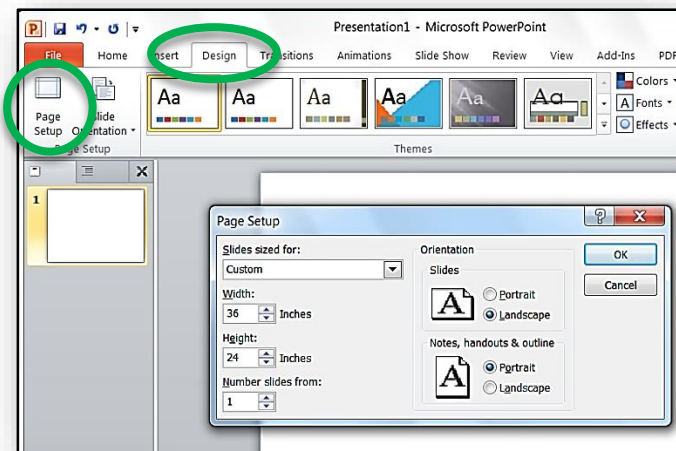 P
Presentation1 - Microsoft PowerPoint
File Home Insert Design Transitions Animations Slide Show Review View Add-Ins PDF
Page Setup
Slide Orientation
Page Setup
Aa Aa Aa Aa Aa Aa
Themes
Colors
A Fonts
Effects
1
Page Setup
Slides sized for:
Custom
Width:
36 Inches
Height:
24 Inches
Number slides from:
1
Orientation
Slides
A
Portrait
Landscape
Notes, handouts & outline
A
Portrait
Landscape
? X
OK
Cancel